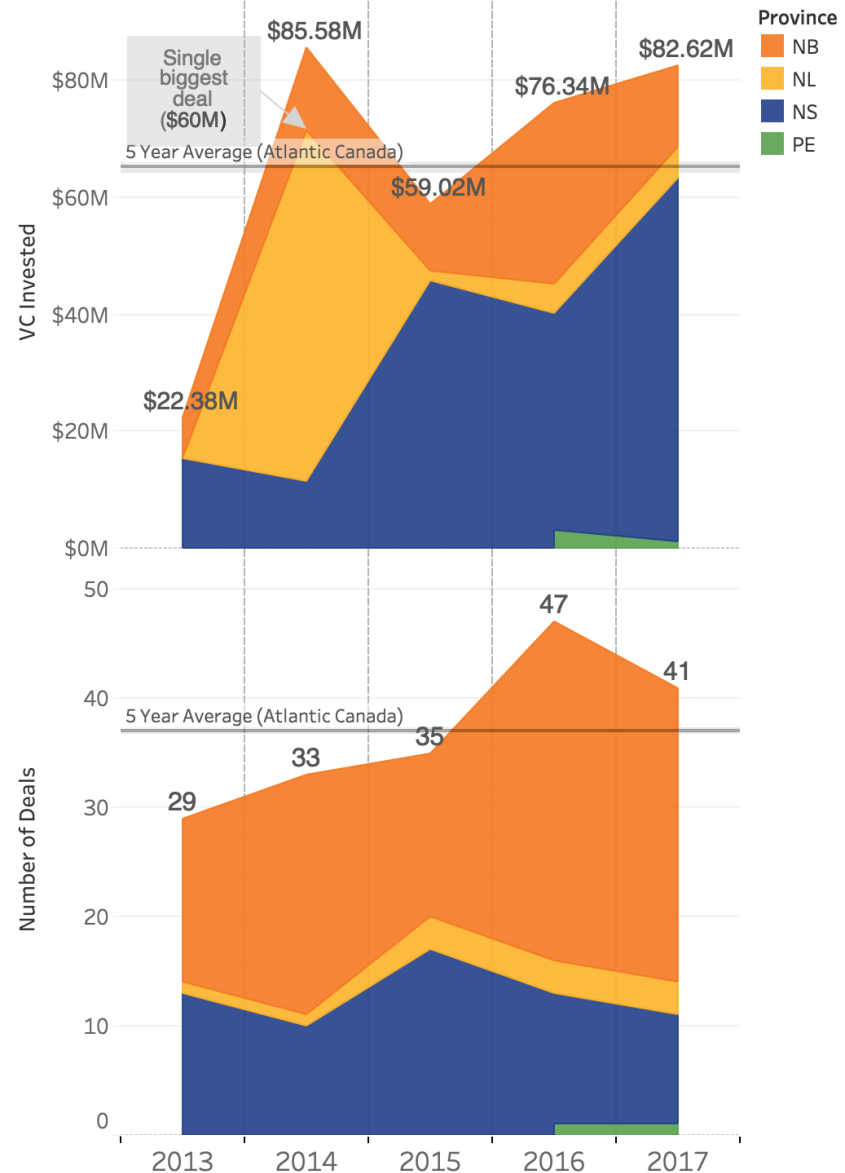 Province
NB
NL
NS
PE
$85.58M
$82.62M
Single
biggest
deal
($60M)
$80M
$76.34M
5 Year Average (Atlantic Canada)
$59.02M
$60M
VC Invested
$40M
$22.38M
$20M
$0M
50
47
41
40
5 Year Average (Atlantic Canada)
35
33
29
30
Number of Deals
20
10
0
2013 2014 2015 2016 2017